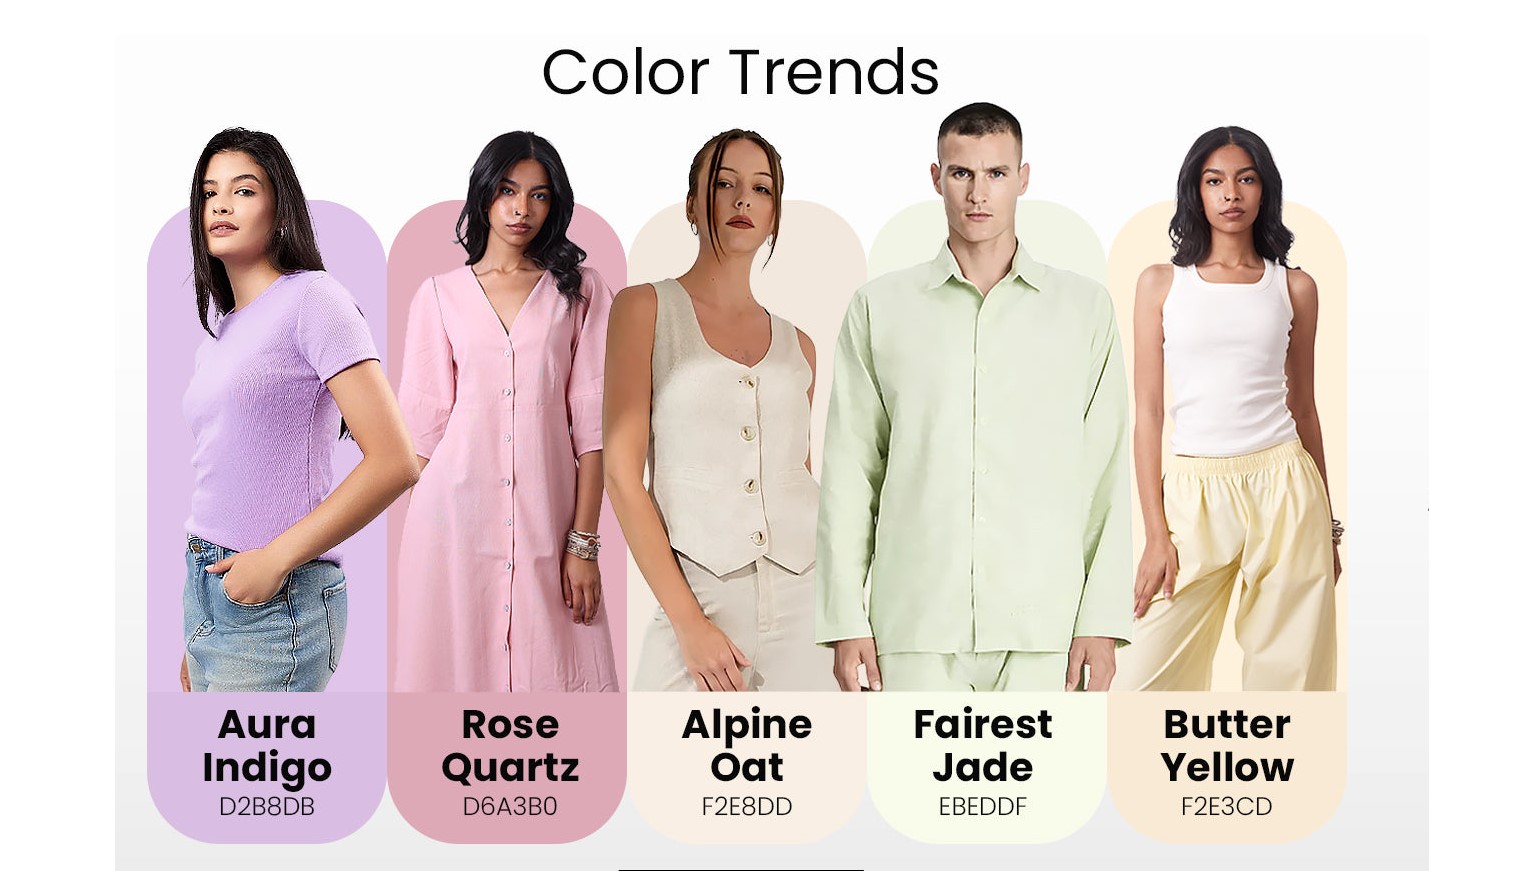 Color Trends
Aura
Indigo
D2B8DB
Rose
Quartz
D6A3B0
Alpine
Oat
F2E8DD
Fairest
Jade
EBEDDF
Butter
Yellow
F2E3CD